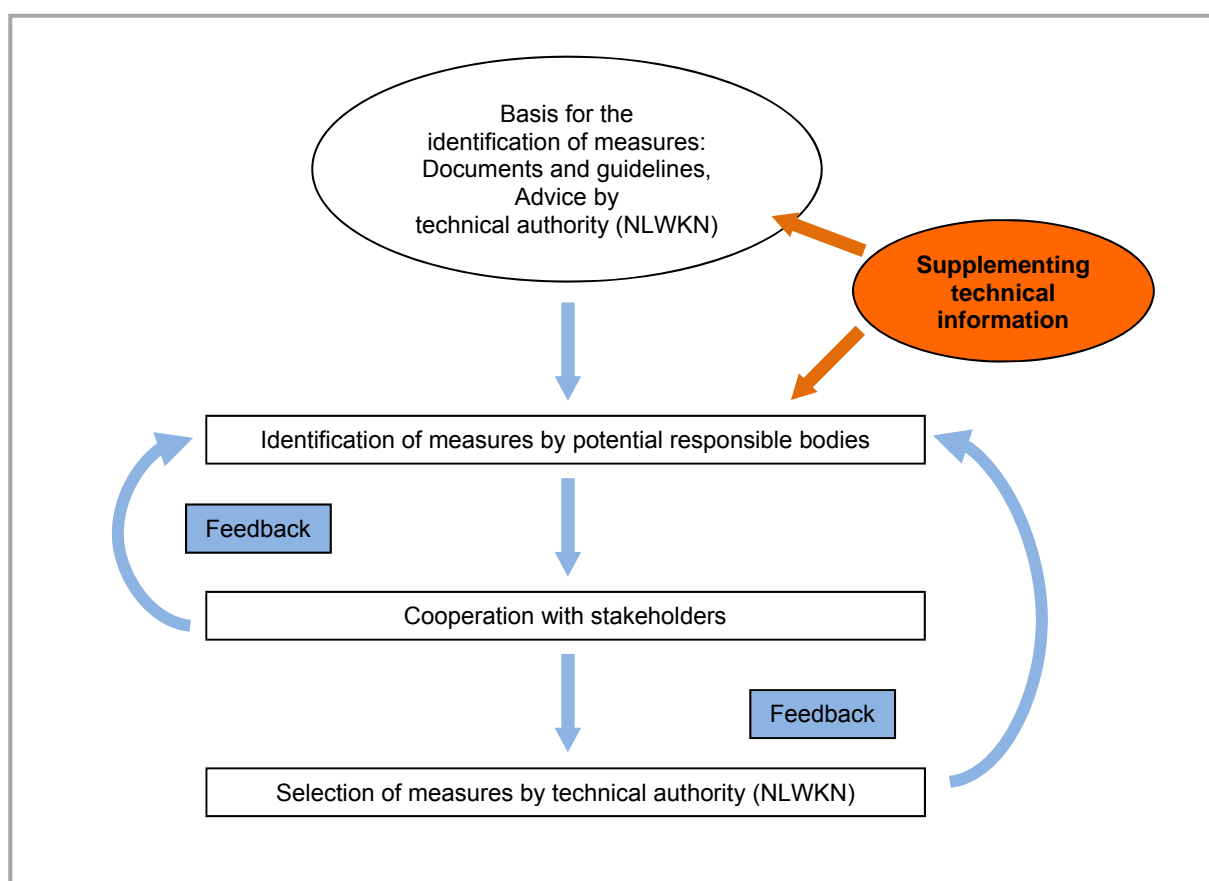 Basis for the
identification of measures:
Documents and guidelines,
Advice by
technical authority (NLWKN)
Supplementing
technical
information
Identification of measures by potential responsible bodies
Feedback
Cooperation with stakeholders
Feedback
Selection of measures by technical authority (NLWKN)